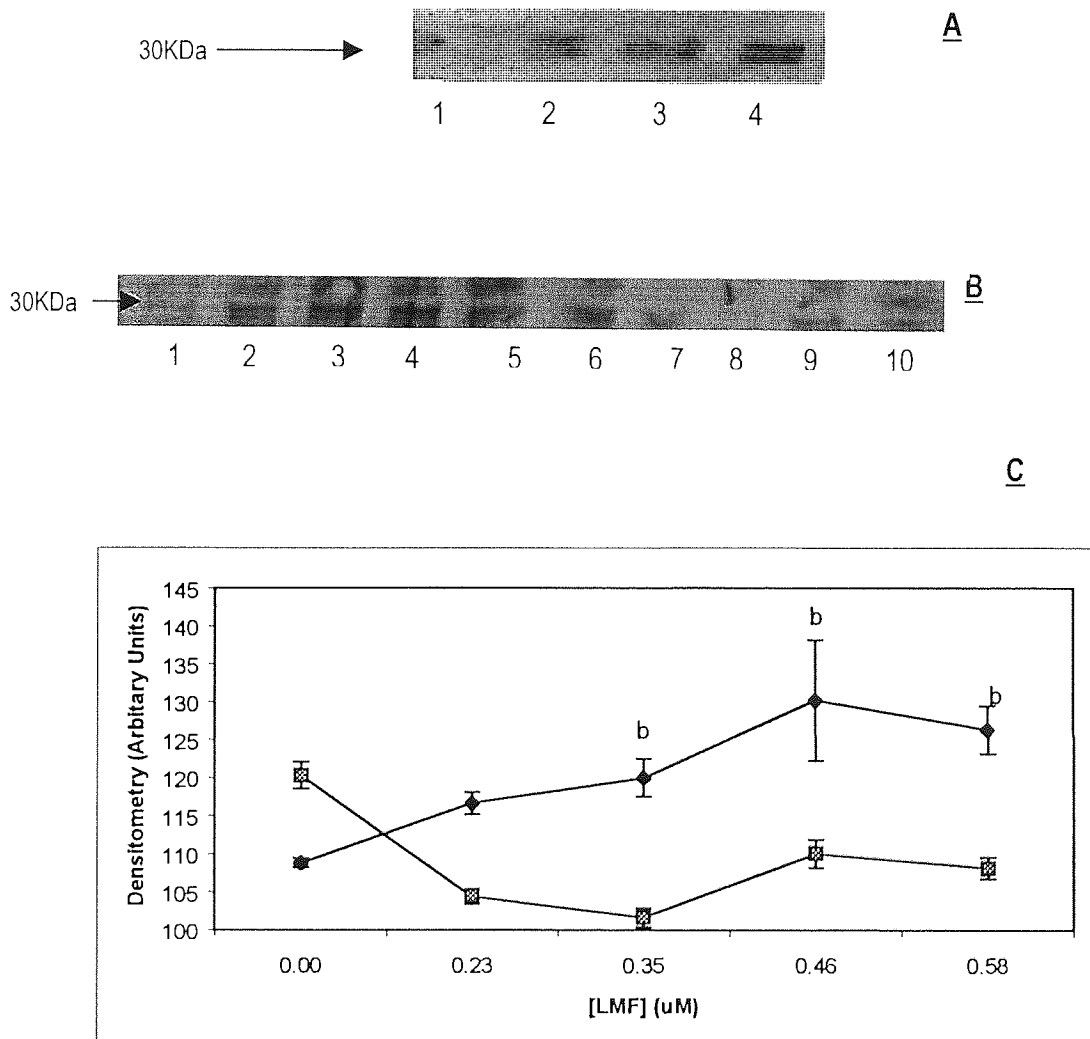 A
30KDa
1 2 3 4
B
30KDa
1 2 3 4 5 6 7 8 9 10
C
145
140
135
130
125
120
115
110
105
100
Densitometry (Arbitary Units)
b
b
b
0.00 0.23 0.35 0.46 0.58
[LMF] (uM)